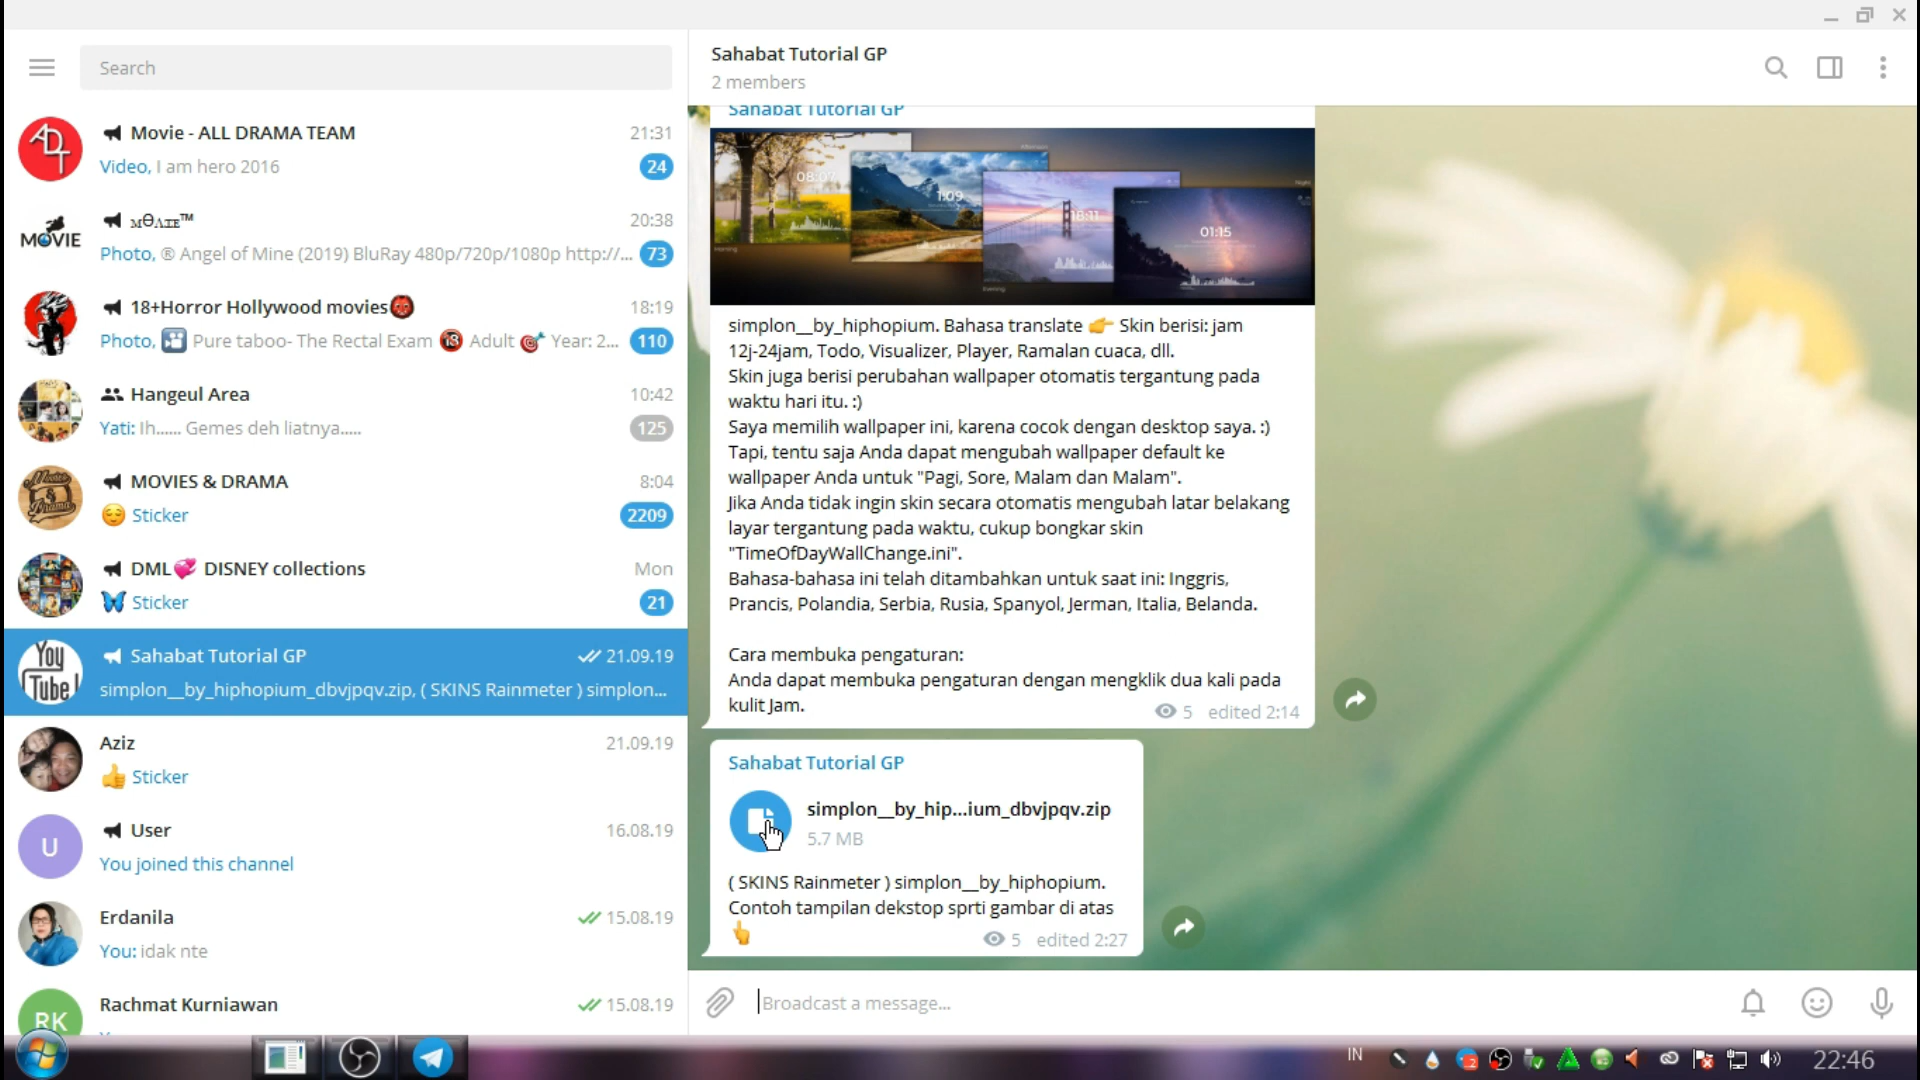 Search
Movie - ALL DRAMA TEAM
21:31
Video, I am hero 2016
24
MOVIE
20:38
Photo, ® Angel of Mine (2019) BluRay 480p/720p/1080p http://...
73
18+Horror Hollywood movies
18:19
Photo, Pure taboo- The Rectal Exam 🔞 Adult Year: 2...
110
Hangeul Area
10:42
Yati: Ih...... Gemes deh liatnya.....
125
MOVIES & DRAMA
8:04
Sticker
2209
DML DISNEY collections
Mon
Sticker
21
You Tube
Sahabat Tutorial GP
21.09.19
simplon__by_hiphopium_dbvjpqv.zip, ( SKINS Rainmeter ) simplon...
Aziz
21.09.19
Sticker
U
User
16.08.19
You joined this channel
Erdanila
15.08.19
You: idak nte
RK
Rachmat Kurniawan
15.08.19
Sahabat Tutorial GP
2 members
Sahabat Tutorial GP
08:07
1:09
18:11
01:15
simplon__by_hiphopium. Bahasa translate 👉 Skin berisi: jam
12j-24jam, Todo, Visualizer, Player, Ramalan cuaca, dll.
Skin juga berisi perubahan wallpaper otomatis tergantung pada
waktu hari itu. :)
Saya memilih wallpaper ini, karena cocok dengan desktop saya. :)
Tapi, tentu saja Anda dapat mengubah wallpaper default ke
wallpaper Anda untuk "Pagi, Sore, Malam dan Malam".
Jika Anda tidak ingin skin secara otomatis mengubah latar belakang
layar tergantung pada waktu, cukup bongkar skin
"TimeOfDayWallChange.ini".
Bahasa-bahasa ini telah ditambahkan untuk saat ini: Inggris,
Prancis, Polandia, Serbia, Rusia, Spanyol, Jerman, Italia, Belanda.
Cara membuka pengaturan:
Anda dapat membuka pengaturan dengan mengklik dua kali pada
kulit Jam.
5 edited 2:14
Sahabat Tutorial GP
simplon__by_hip...ium_dbvjpqv.zip
5.7 MB
( SKINS Rainmeter ) simplon__by_hiphopium.
Contoh tampilan dekstop sprti gambar di atas
👆
5 edited 2:27
Broadcast a message...
IN
22:46